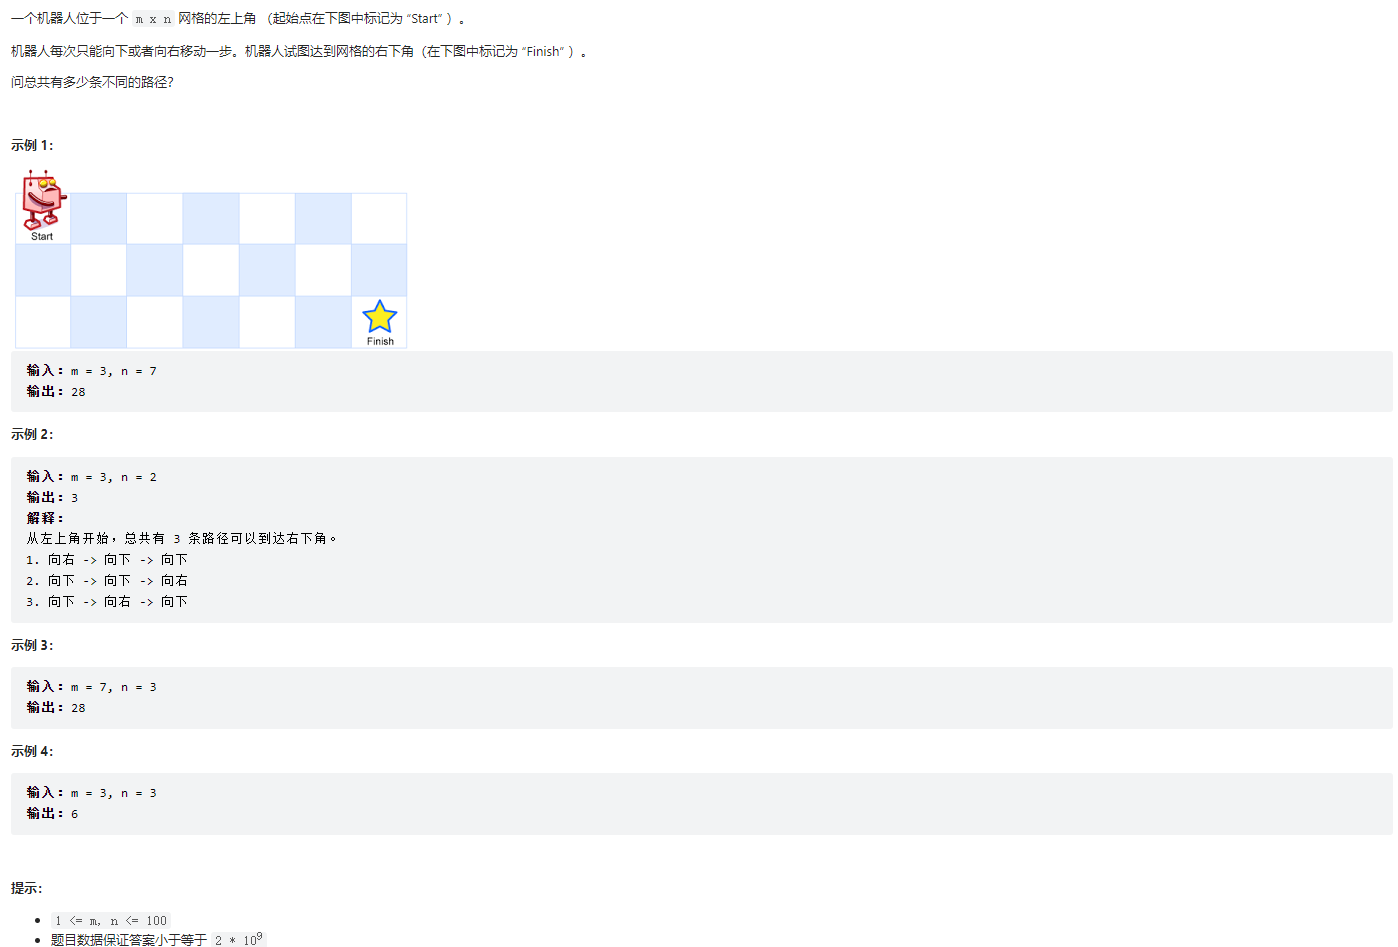 一个机器人位于一个 m x n 网格的左上角 （起始点在下图中标记为 “Start” ）。
机器人每次只能向下或者向右移动一步。机器人试图达到网格的右下角（在下图中标记为 “Finish” ）。
问总共有多少条不同的路径?
示例 1：
Start
Finish
输入：m = 3, n = 7
输出：28
示例 2：
输入：m = 3, n = 2
输出：3
解释：
从左上角开始，总共有 3 条路径可以到达右下角。
1. 向右 -> 向下 -> 向下
2. 向下 -> 向下 -> 向右
3. 向下 -> 向右 -> 向下
示例 3：
输入：m = 7, n = 3
输出：28
示例 4：
输入：m = 3, n = 3
输出：6
提示：
• 1 <= m, n <= 100
• 题目数据保证答案小于等于 2 * 10⁹